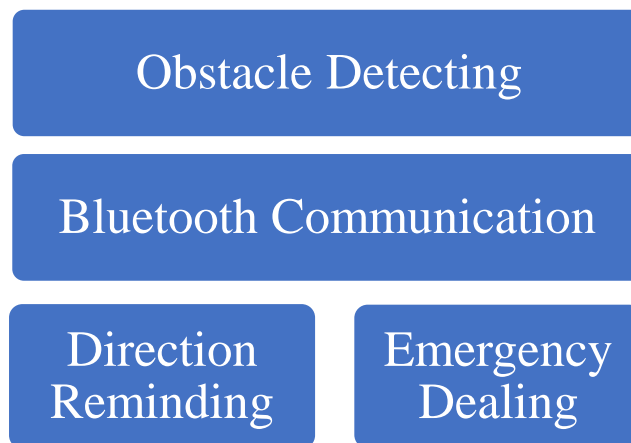 Obstacle Detecting
Bluetooth Communication
Direction
Reminding
Emergency
Dealing